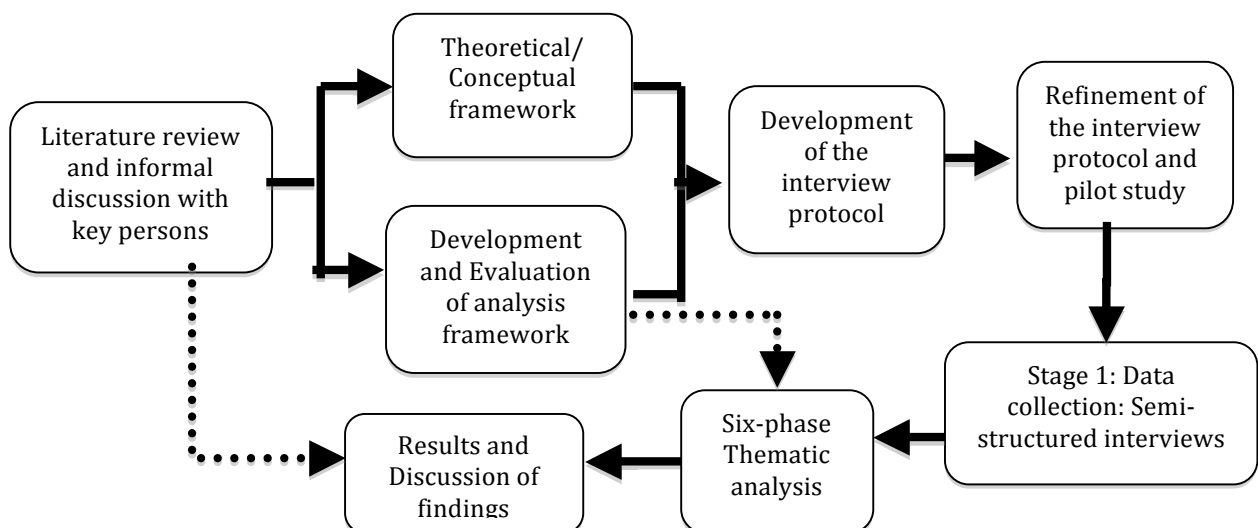 Literature review
and informal
discussion with
key persons
Theoretical/
Conceptual
framework
Development
and Evaluation
of analysis
framework
Development
of the
interview
protocol
Refinement of
the interview
protocol and
pilot study
Stage 1: Data
collection: Semi-
structured interviews
Six-phase
Thematic
analysis
Results and
Discussion of
findings